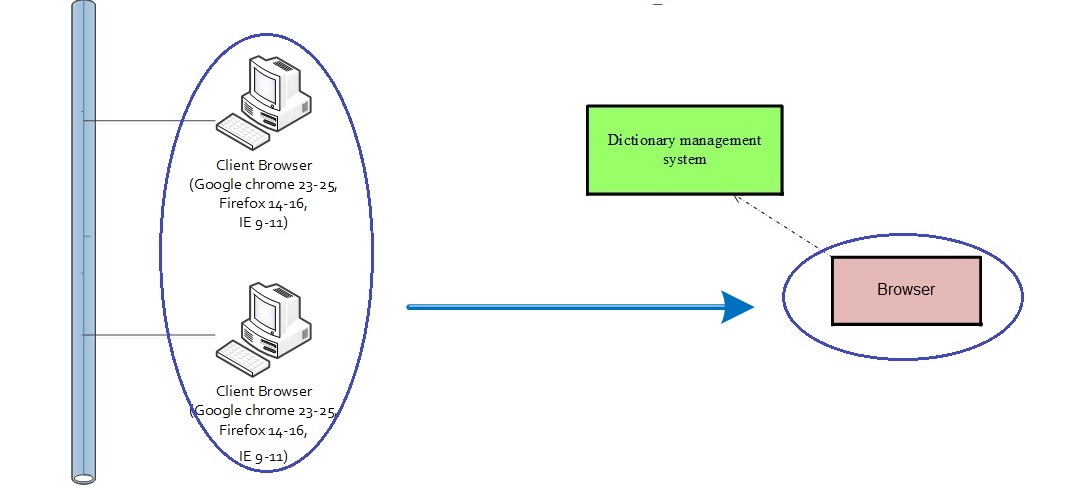 Client Browser
(Google chrome 23-25,
Firefox 14-16,
IE 9-11)
Client Browser
(Google chrome 23-25,
Firefox 14-16,
IE 9-11)
Dictionary management
system
Browser